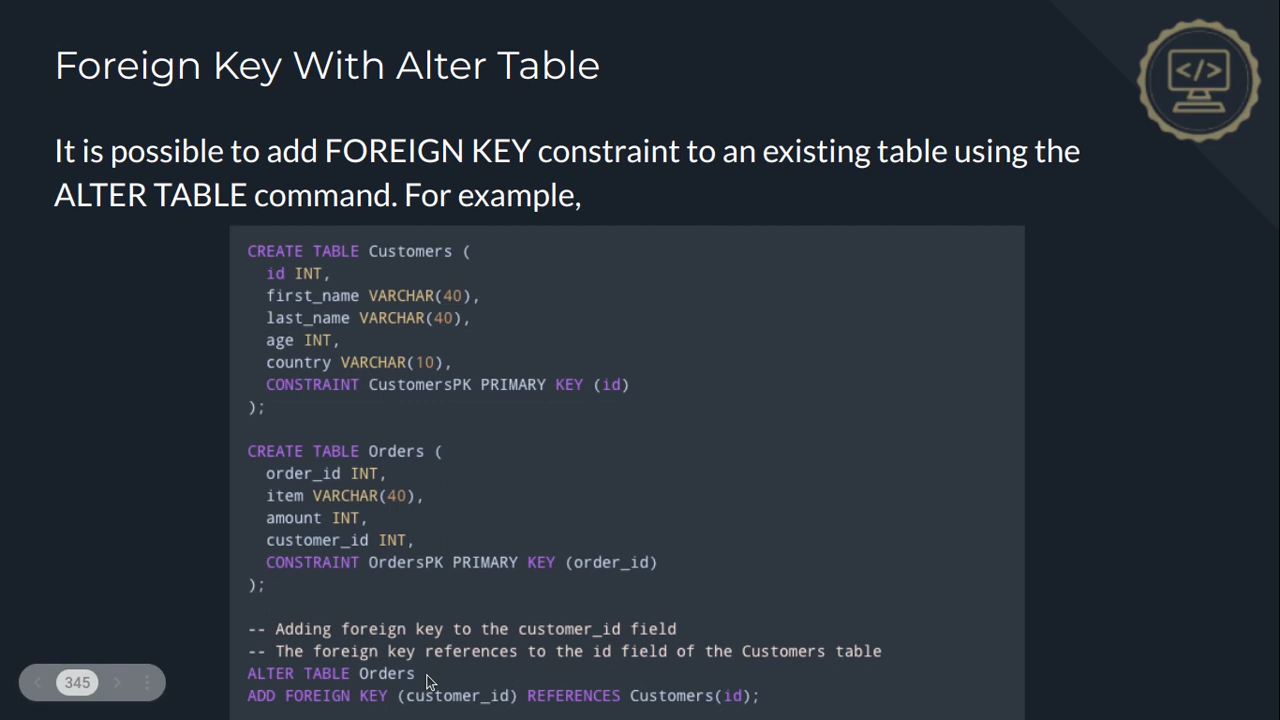 Foreign Key With Alter Table
</>
It is possible to add FOREIGN KEY constraint to an existing table using the
ALTER TABLE command. For example,
CREATE TABLE Customers (
  id INT,
  first_name VARCHAR(40),
  last_name VARCHAR(40),
  age INT,
  country VARCHAR(10),
  CONSTRAINT CustomersPK PRIMARY KEY (id)
);
CREATE TABLE Orders (
  order_id INT,
  item VARCHAR(40),
  amount INT,
  customer_id INT,
  CONSTRAINT OrdersPK PRIMARY KEY (order_id)
);
-- Adding foreign key to the customer_id field
-- The foreign key references to the id field of the Customers table
ALTER TABLE Orders
ADD FOREIGN KEY (customer_id) REFERENCES Customers(id);
345